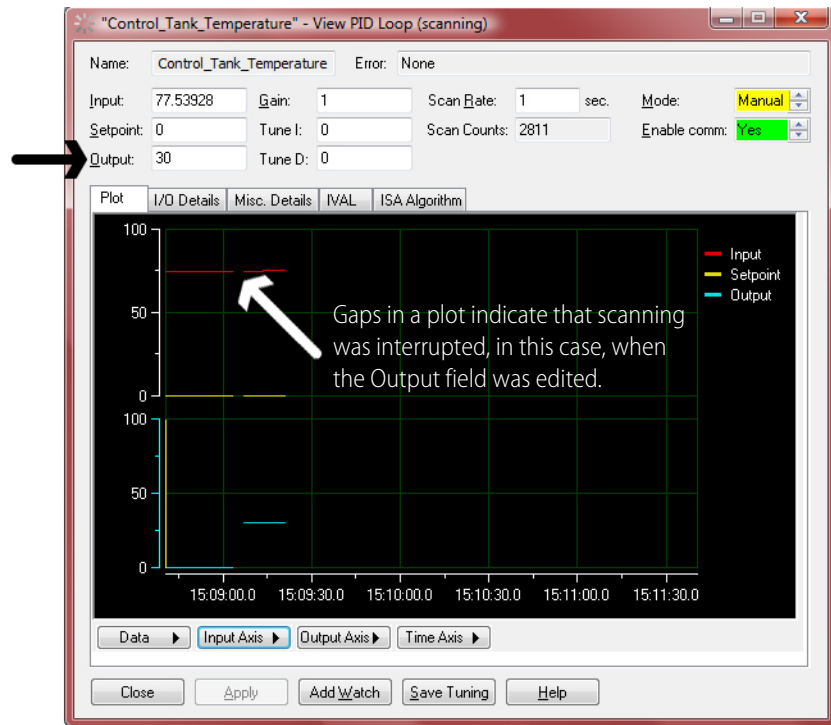 "Control_Tank_Temperature" - View PID Loop (scanning)
Name: Control_Tank_Temperature Error: None
Input: 77.53928 Gain: 1 Scan Rate: 1 sec. Mode: Manual
Setpoint: 0 Tune I: 0 Scan Counts: 2811 Enable comm: Yes
Output: 30 Tune D: 0
Plot I/O Details Misc. Details IVAL ISA Algorithm
100
Input
Setpoint
Output
50
Gaps in a plot indicate that scanning
was interrupted, in this case, when
the Output field was edited.
0
100
50
0
15:09:00.0 15:09:30.0 15:10:00.0 15:10:30.0 15:11:00.0 15:11:30.0
Data Input Axis Output Axis Time Axis
Close Apply Add Watch Save Tuning Help